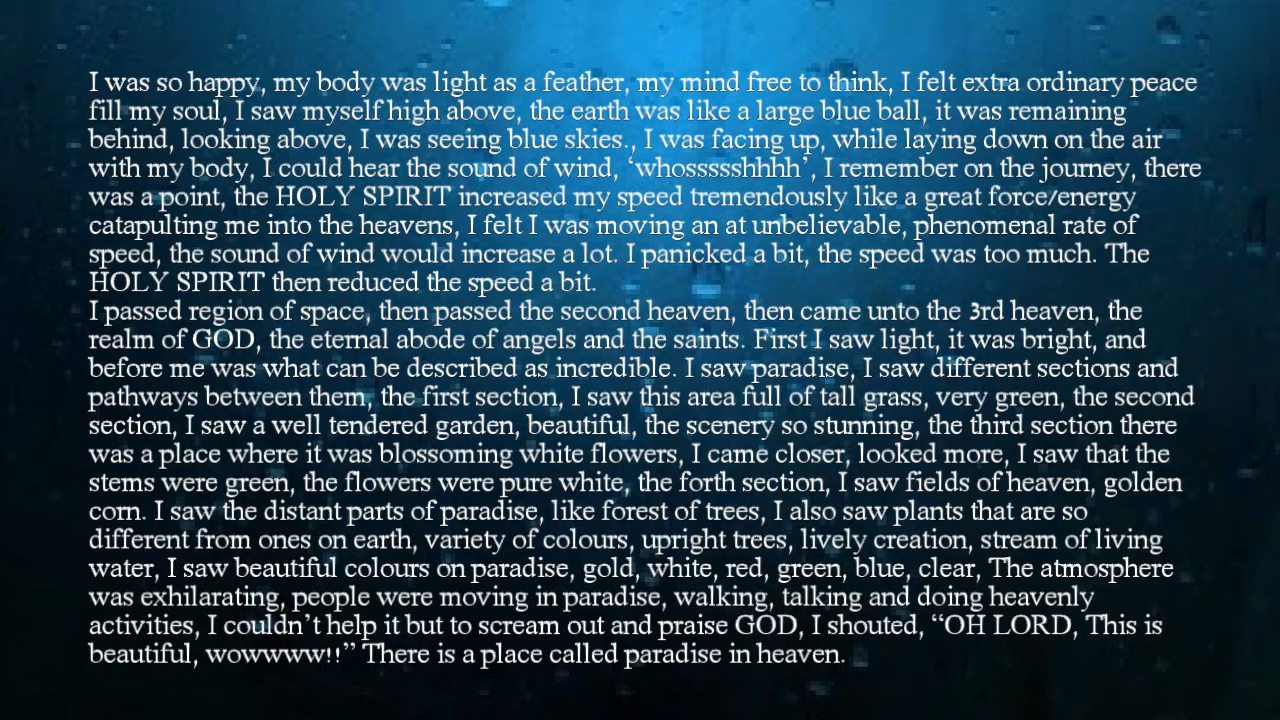 I was so happy, my body was light as a feather, my mind free to think, I felt extra ordinary peace
fill my soul, I saw myself high above, the earth was like a large blue ball, it was remaining
behind, looking above, I was seeing blue skies., I was facing up, while laying down on the air
with my body, I could hear the sound of wind, ‘whosssssshhhh’, I remember on the journey, there
was a point, the HOLY SPIRIT increased my speed tremendously like a great force/energy
catapulting me into the heavens, I felt I was moving an at unbelievable, phenomenal rate of
speed, the sound of wind would increase a lot. I panicked a bit, the speed was too much. The
HOLY SPIRIT then reduced the speed a bit.
I passed region of space, then passed the second heaven, then came unto the 3rd heaven, the
realm of GOD, the eternal abode of angels and the saints. First I saw light, it was bright, and
before me was what can be described as incredible. I saw paradise, I saw different sections and
pathways between them, the first section, I saw this area full of tall grass, very green, the second
section, I saw a well tendered garden, beautiful, the scenery so stunning, the third section there
was a place where it was blossoming white flowers, I came closer, looked more, I saw that the
stems were green, the flowers were pure white, the forth section, I saw fields of heaven, golden
corn. I saw the distant parts of paradise, like forest of trees, I also saw plants that are so
different from ones on earth, variety of colours, upright trees, lively creation, stream of living
water, I saw beautiful colours on paradise, gold, white, red, green, blue, clear, The atmosphere
was exhilarating, people were moving in paradise, walking, talking and doing heavenly
activities, I couldn’t help it but to scream out and praise GOD, I shouted, “OH LORD, This is
beautiful, wowwww!!” There is a place called paradise in heaven.